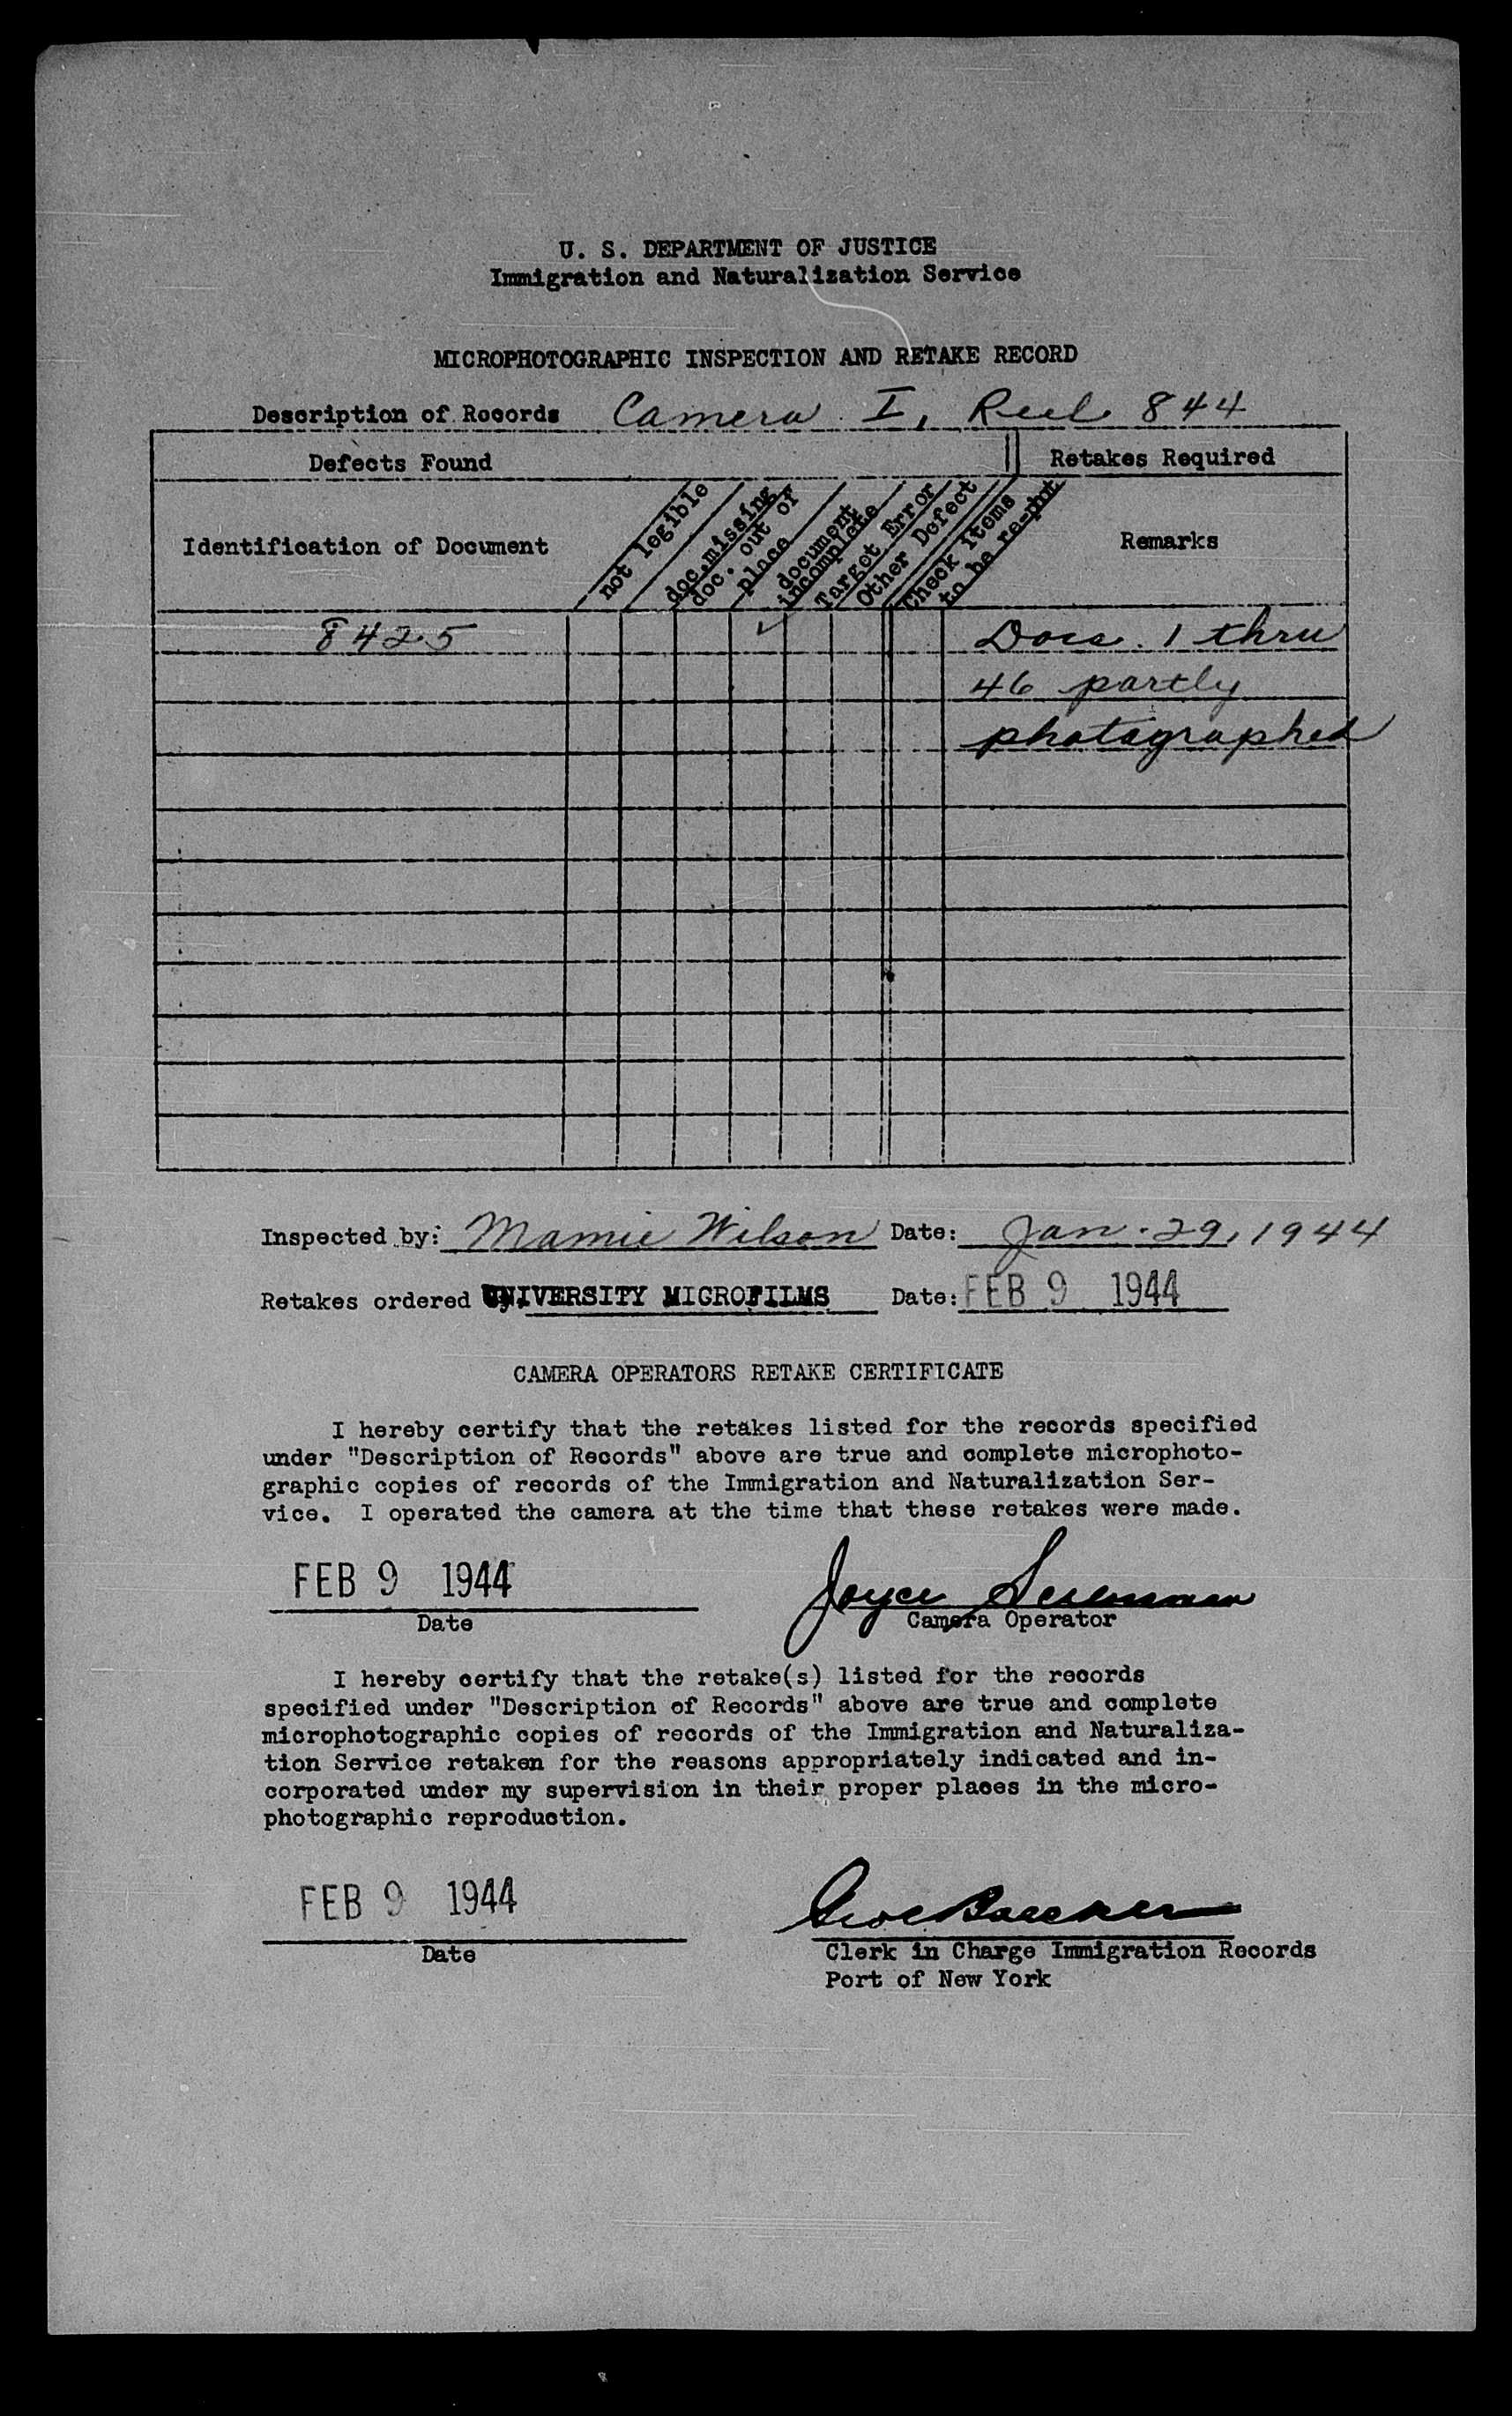 U. S. DEPARTMENT OF JUSTICE
Immigration and Naturalization Service
MICROPHOTOGRAPHIC INSPECTION AND RETAKE RECORD
Description of Records Camera I, Reel 844
Defects Found Retakes Required
Identification of Document
not legible
doc. missing
doc. out of
place
document
incomplete
Target Error
Other Defect
Check items
to be re-phot
Remarks
8425 ✓ Docs. 1 thru
46 partly
photographed
Inspected by: Mamie Wilson Date: Jan. 29, 1944
Retakes ordered UNIVERSITY MICROFILMS Date: FEB 9 1944
CAMERA OPERATORS RETAKE CERTIFICATE
I hereby certify that the retakes listed for the records specified
under "Description of Records" above are true and complete microphoto-
graphic copies of records of the Immigration and Naturalization Ser-
vice. I operated the camera at the time that these retakes were made.
FEB 9 1944 Joyce
Date Camera Operator
I hereby certify that the retake(s) listed for the records
specified under "Description of Records" above are true and complete
microphotographic copies of records of the Immigration and Naturaliza-
tion Service retaken for the reasons appropriately indicated and in-
corporated under my supervision in their proper places in the micro-
photographic reproduction.
FEB 9 1944
Date Clerk in Charge Immigration Records
Port of New York